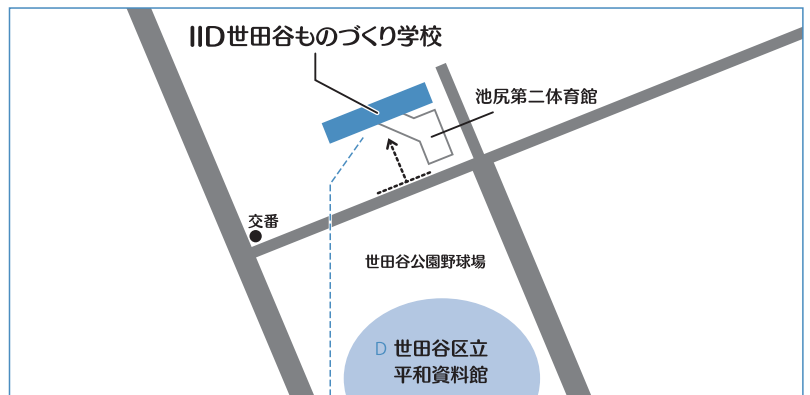 IID世田谷ものづくり学校
池尻第二体育館
交番
世田谷公園野球場
D 世田谷区立
平和資料館